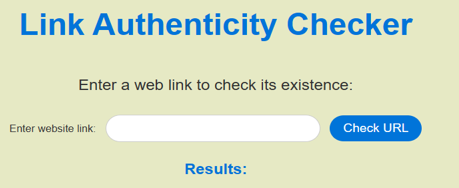 Link Authenticity Checker
Enter a web link to check its existence:
Enter website link: Check URL
Results: